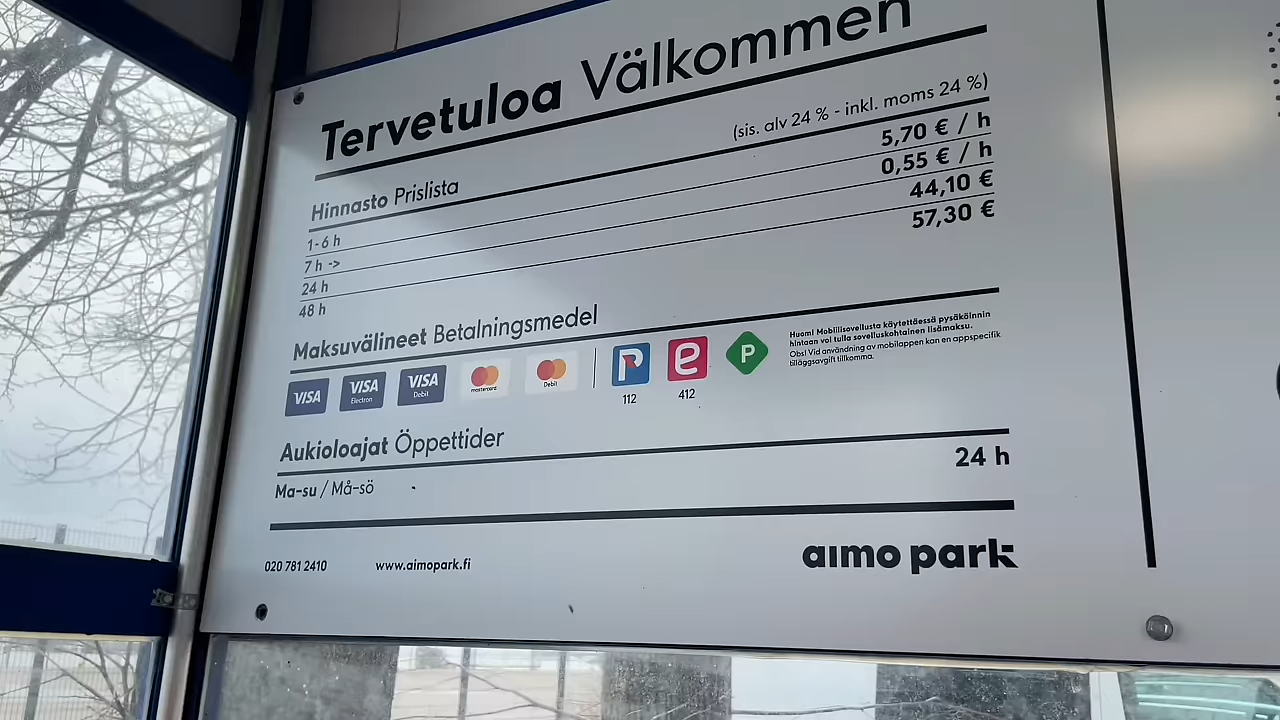 Tervetuloa Välkommen
(sis. alv 24 % - inkl. moms 24 %)
Hinnasto Prislista
1-6 h 5,70 € / h
7 h -> 0,55 € / h
24 h 44,10 €
48 h 57,30 €
Maksuvälineet Betalningsmedel
VISA
VISA Electron
VISA Debit
mastercard
Debit
P 112
e 412
P
Huom! Mobiilisovellusta käytettäessä pysäköinnin
hintaan voi tulla sovelluskohtainen lisämaksu.
Obs! Vid användning av mobilappen kan en appspecifik
tilläggsavgift tillkomma.
Aukioloajat Öppettider
Ma-su / Må-sö 24 h
020 781 2410 www.aimopark.fi
aimo park